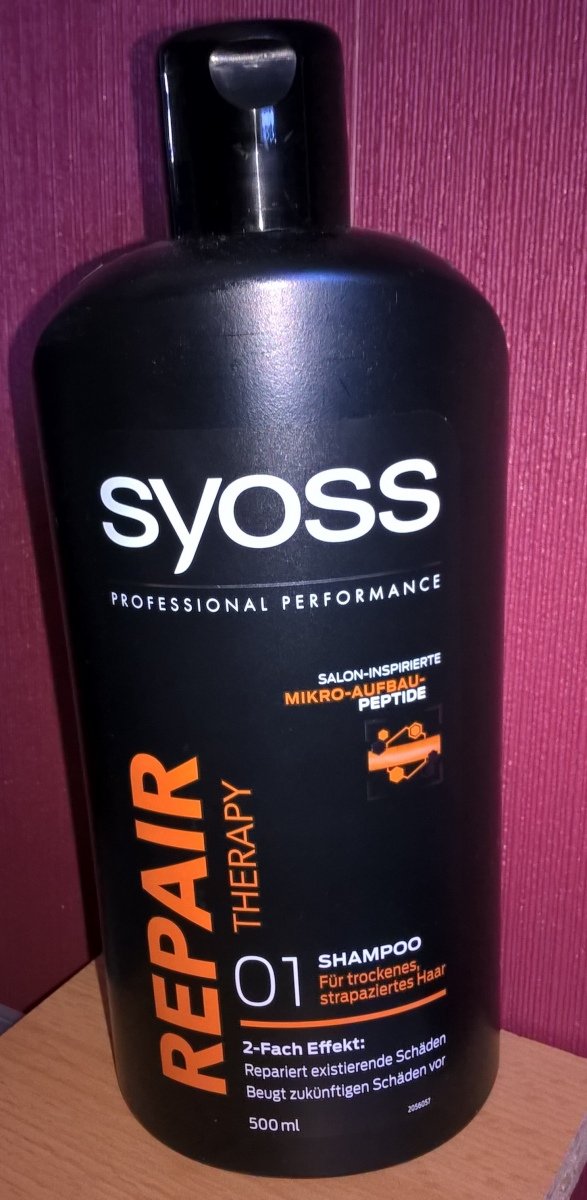 syoss
PROFESSIONAL PERFORMANCE
SALON-INSPIRIERTE
MIKRO-AUFBAU-
PEPTIDE
REPAIR
THERAPY
01
SHAMPOO
Für trockenes,
strapaziertes Haar
2-Fach Effekt:
Repariert existierende Schäden
Beugt zukünftigen Schäden vor
2056057
500 ml